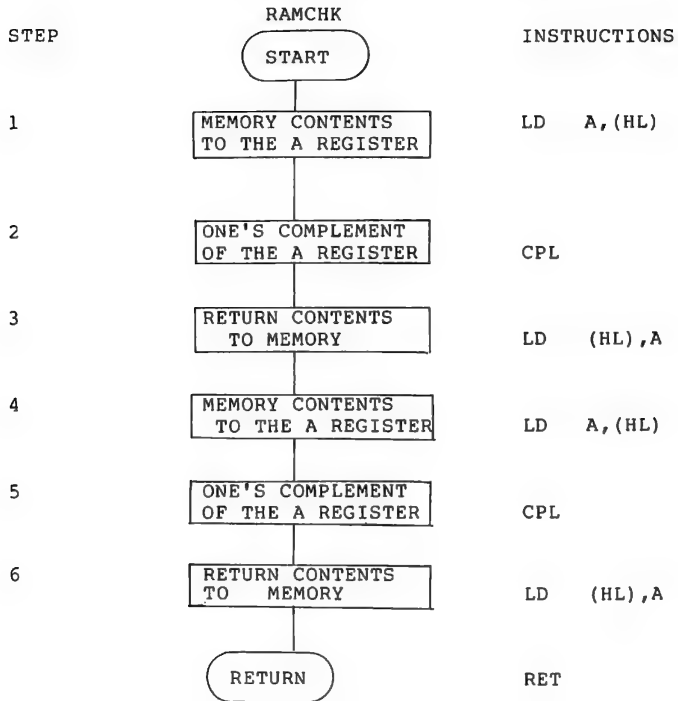 RAMCHK
STEP INSTRUCTIONS
START
1 MEMORY CONTENTS LD A,(HL)
TO THE A REGISTER
2 ONE'S COMPLEMENT
OF THE A REGISTER CPL
3 RETURN CONTENTS
TO MEMORY LD (HL),A
4 MEMORY CONTENTS
TO THE A REGISTER LD A,(HL)
5 ONE'S COMPLEMENT
OF THE A REGISTER CPL
6 RETURN CONTENTS
TO MEMORY LD (HL),A
RETURN RET